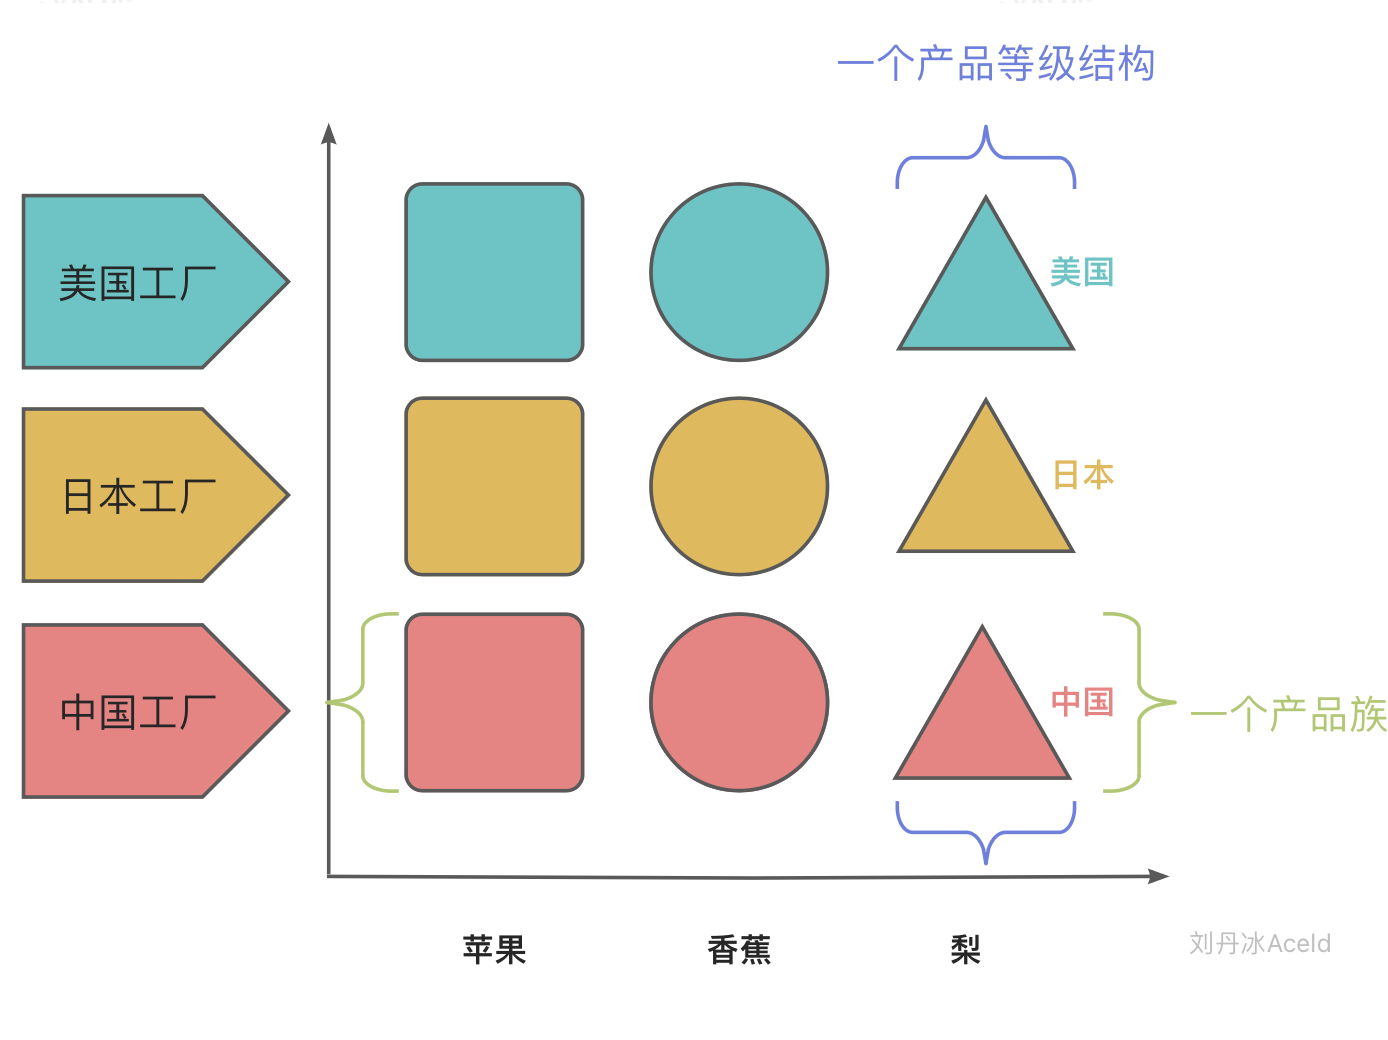 一个产品等级结构
美国工厂
美国
日本工厂
日本
中国工厂
中国
一个产品族
苹果
香蕉
梨
刘丹冰Aceld